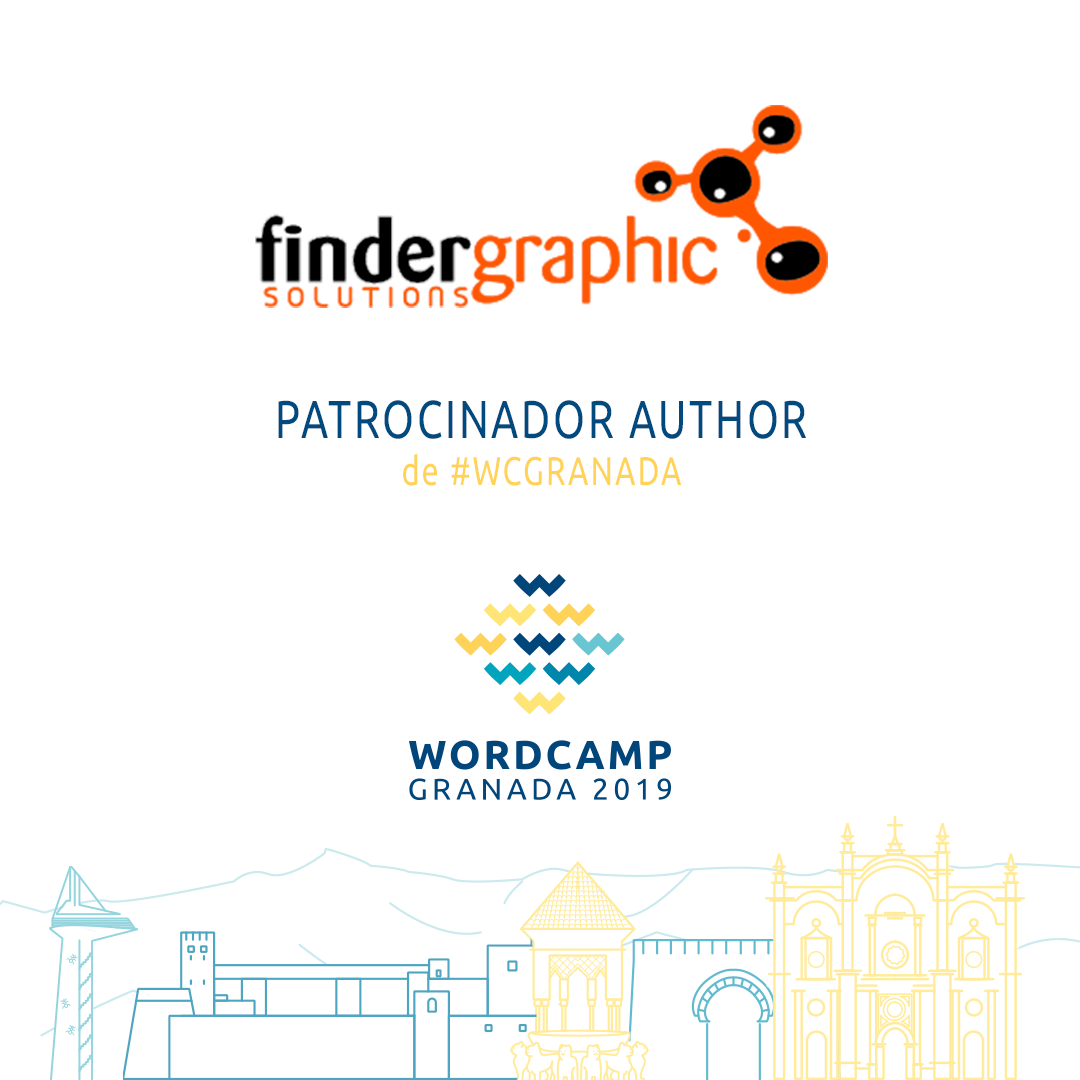 findergraphic
SOLUTIONS
PATROCINADOR AUTHOR
de #WCGRANADA
WORDCAMP
GRANADA 2019